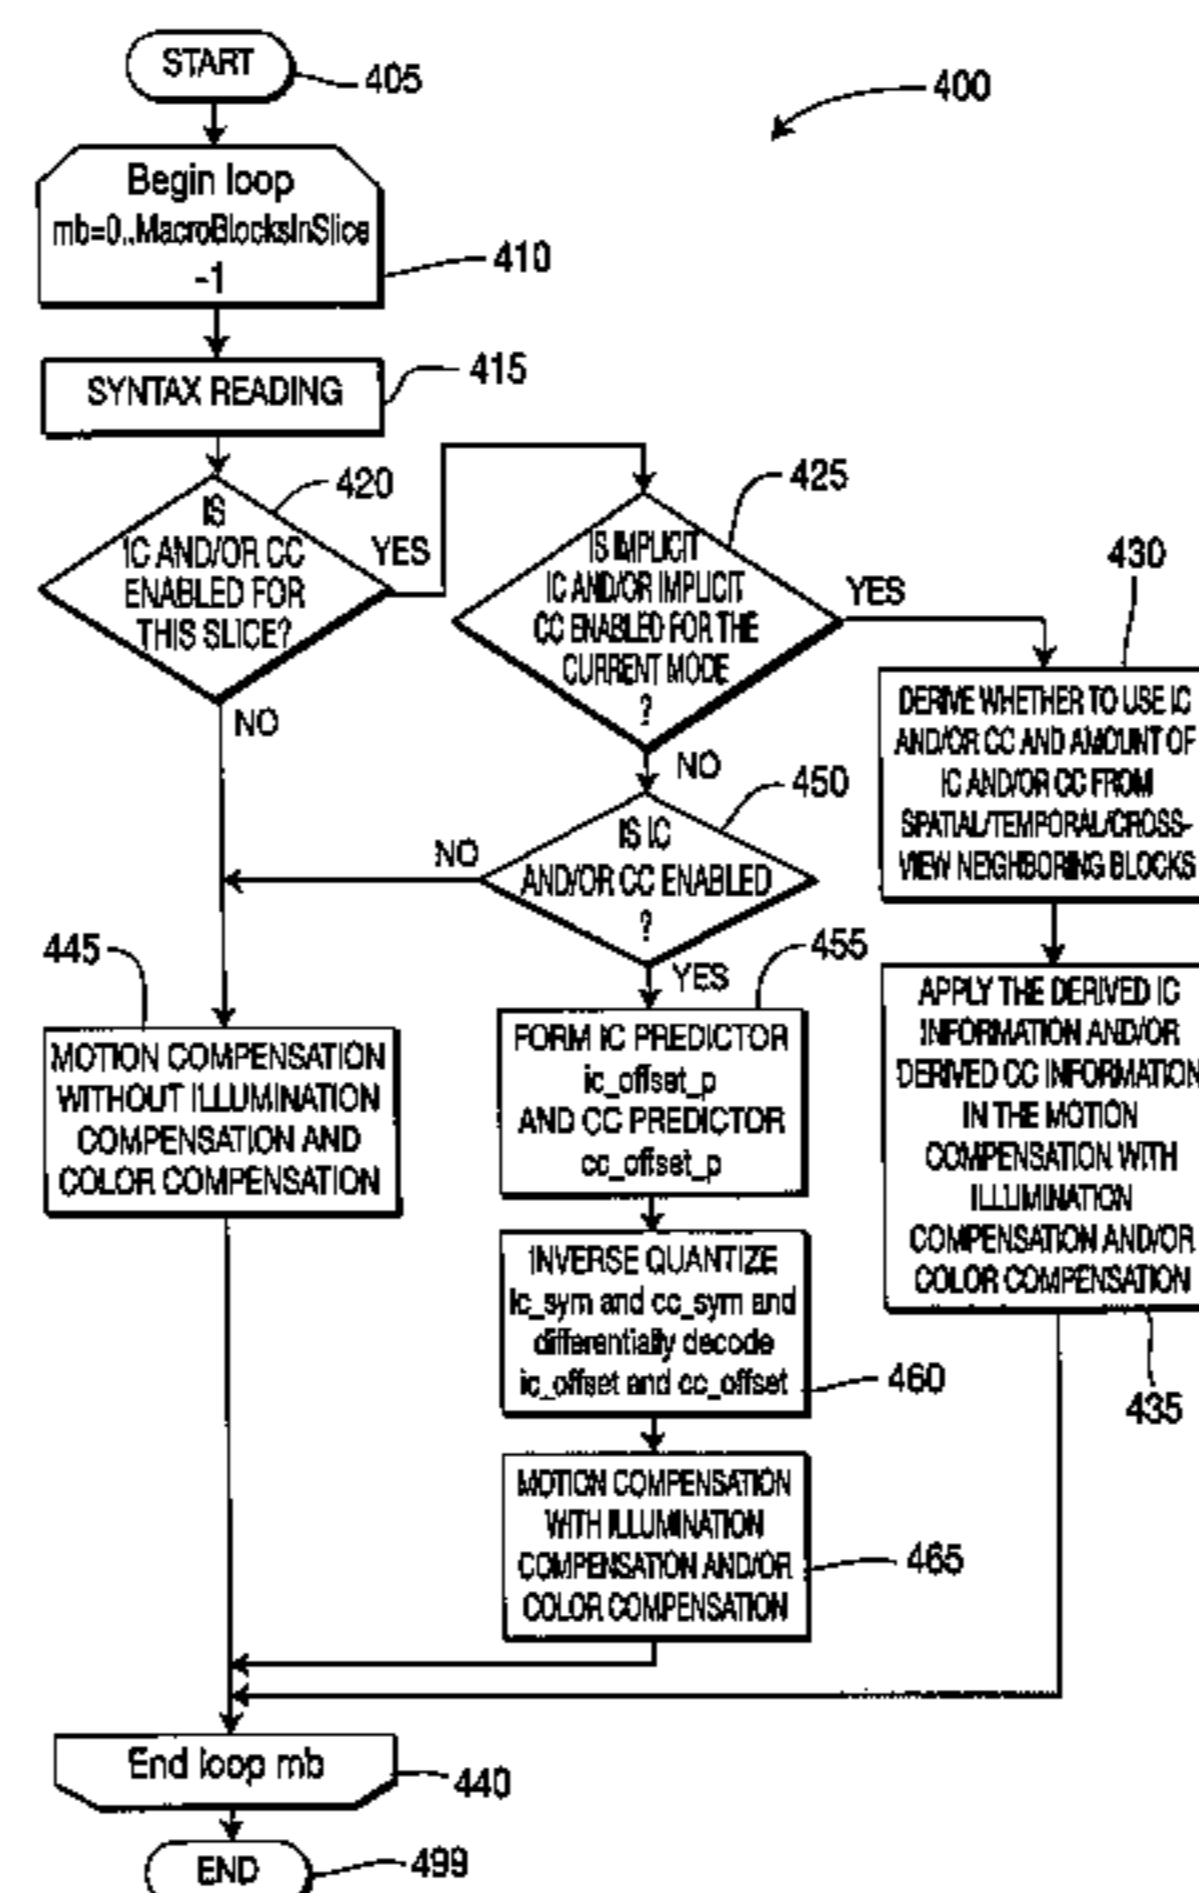 START
405
400
Begin loop
mb=0..MacroBlocksInSlice
-1
410
SYNTAX READING
415
IS
IC AND/OR CC
ENABLED FOR
THIS SLICE?
420
YES
NO
IS IMPLICIT
IC AND/OR IMPLICIT
CC ENABLED FOR THE
CURRENT MODE
?
425
YES
NO
430
DERIVE WHETHER TO USE IC
AND/OR CC AND AMOUNT OF
IC AND/OR CC FROM
SPATIAL/TEMPORAL/CROSS-
VIEW NEIGHBORING BLOCKS
IS IC
AND/OR CC ENABLED
?
450
NO
YES
445
MOTION COMPENSATION
WITHOUT ILLUMINATION
COMPENSATION AND
COLOR COMPENSATION
455
FORM IC PREDICTOR
ic_offset_p
AND CC PREDICTOR
cc_offset_p
APPLY THE DERIVED IC
INFORMATION AND/OR
DERIVED CC INFORMATION
IN THE MOTION
COMPENSATION WITH
ILLUMINATION
COMPENSATION AND/OR
COLOR COMPENSATION
435
INVERSE QUANTIZE
ic_sym and cc_sym and
differentially decode
ic_offset and cc_offset
460
MOTION COMPENSATION
WITH ILLUMINATION
COMPENSATION AND/OR
COLOR COMPENSATION
465
End loop mb
440
END
499